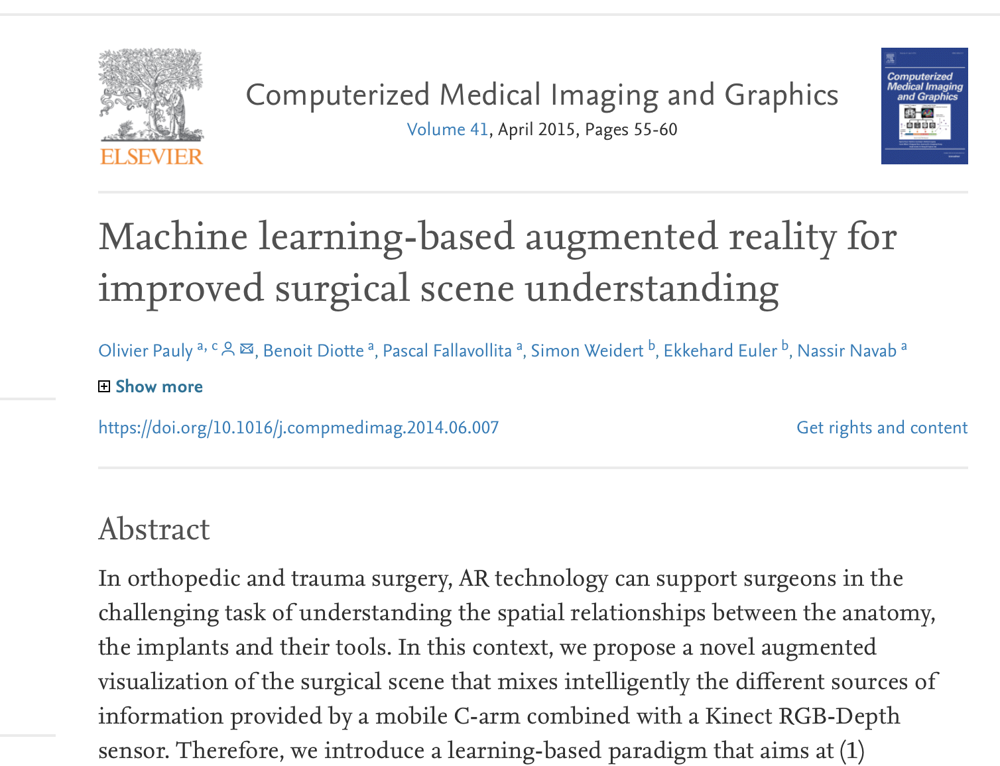 Computerized Medical Imaging and Graphics
Volume 41, April 2015, Pages 55-60
ELSEVIER
Computerized
Medical Imaging
and Graphics
Machine learning-based augmented reality for
improved surgical scene understanding
Olivier Pauly a, c, Benoit Diotte a, Pascal Fallavollita a, Simon Weidert b, Ekkehard Euler b, Nassir Navab a
Show more
https://doi.org/10.1016/j.compmedimag.2014.06.007
Get rights and content
Abstract
In orthopedic and trauma surgery, AR technology can support surgeons in the
challenging task of understanding the spatial relationships between the anatomy,
the implants and their tools. In this context, we propose a novel augmented
visualization of the surgical scene that mixes intelligently the different sources of
information provided by a mobile C-arm combined with a Kinect RGB-Depth
sensor. Therefore, we introduce a learning-based paradigm that aims at (1)